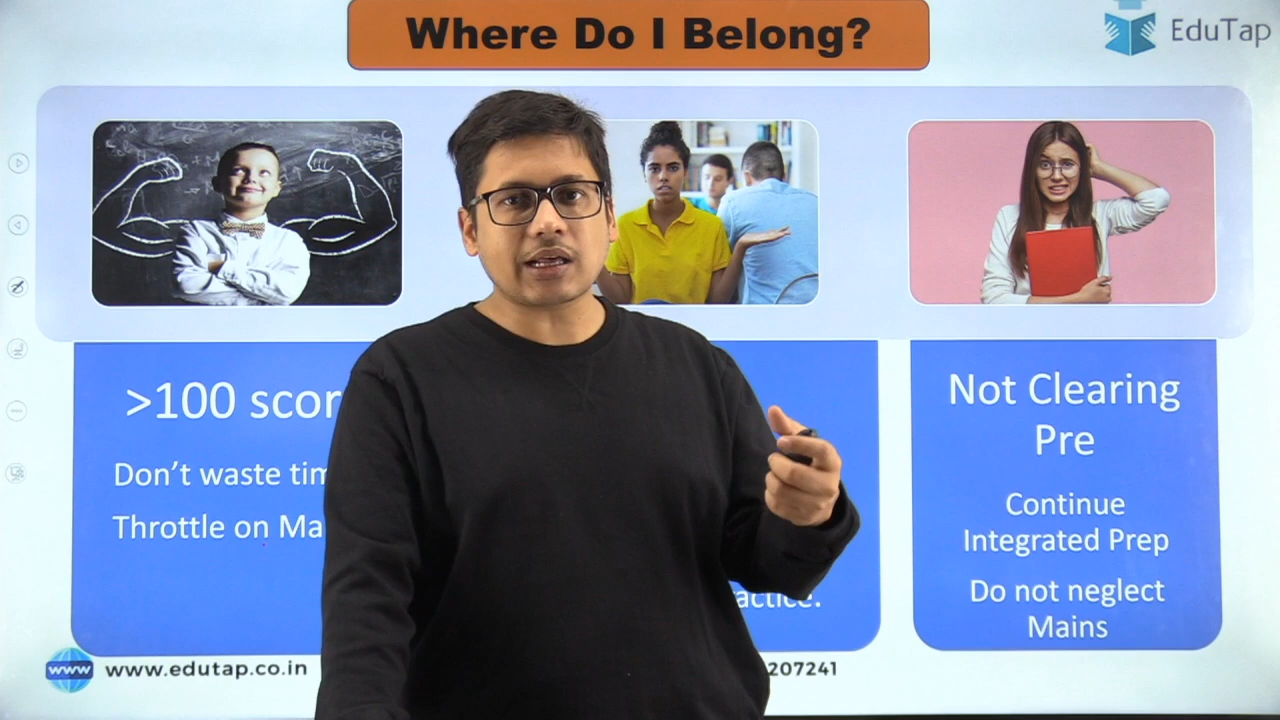 Where Do I Belong?
EduTap
>100 scor
Don’t waste tim
Throttle on Ma
actice.
Not Clearing
Pre
Continue
Integrated Prep
Do not neglect
Mains
www
www.edutap.co.in
207241